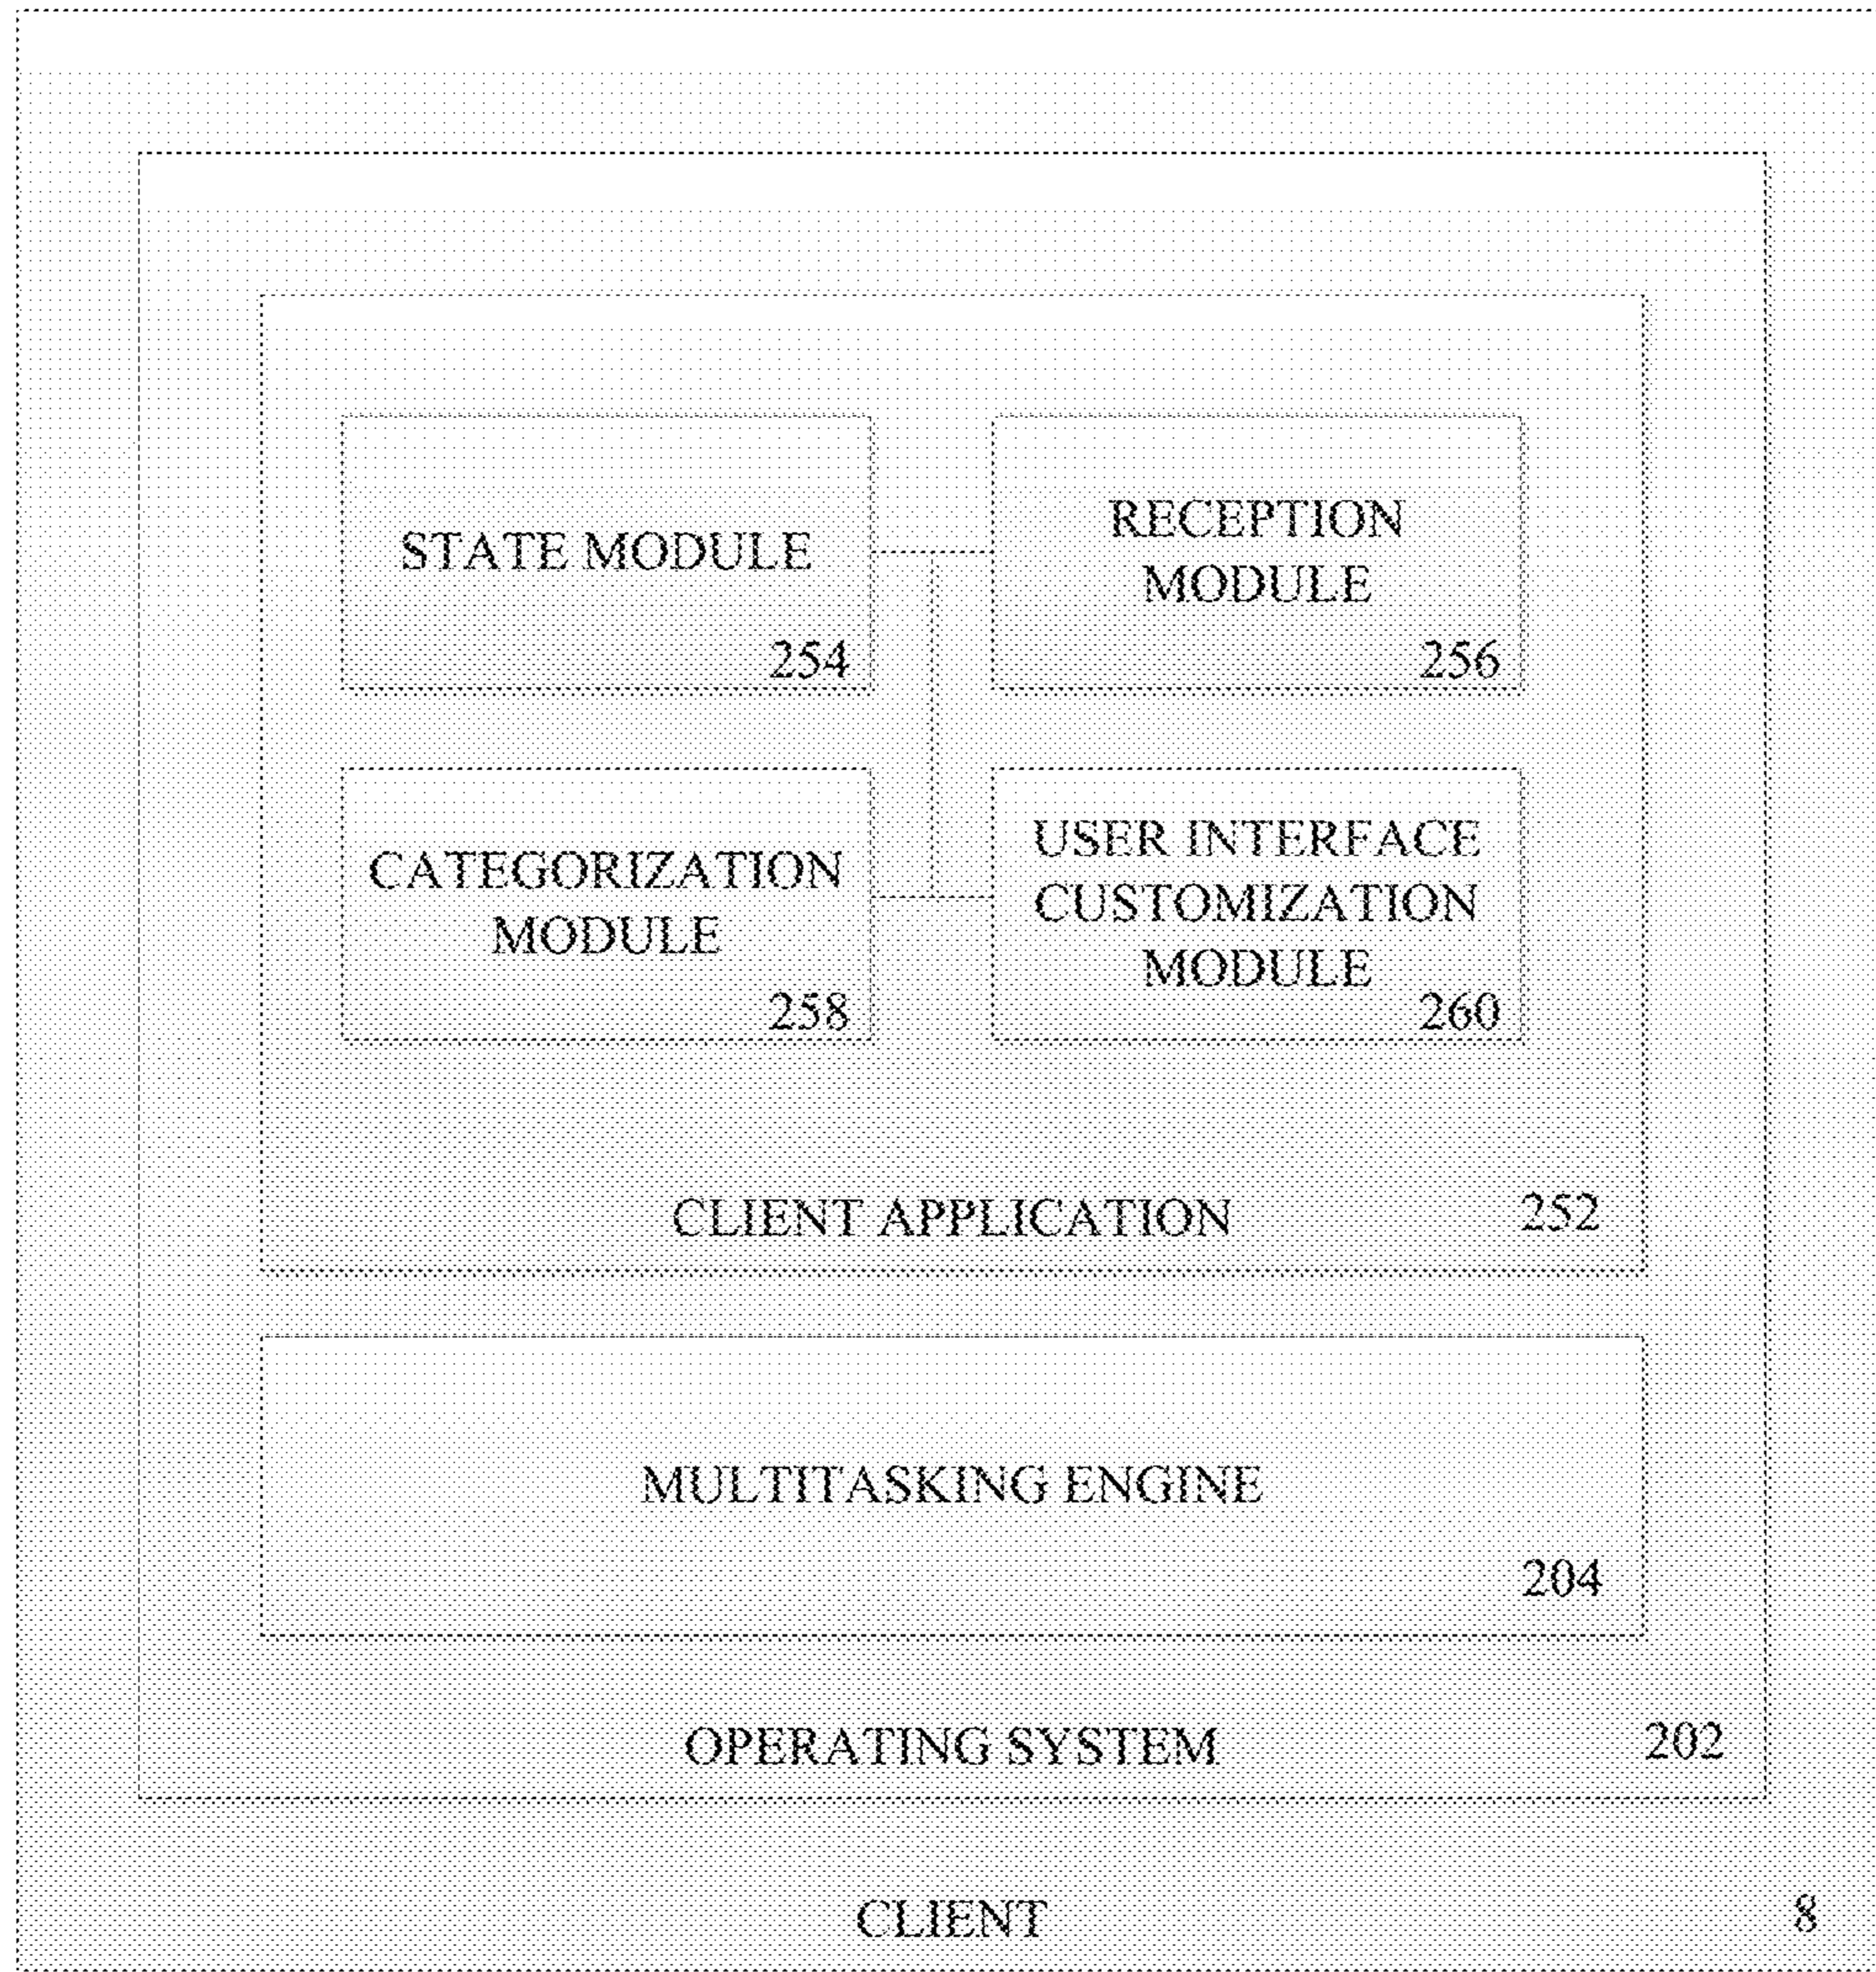 STATE MODULE
254
RECEPTION
MODULE
256
CATEGORIZATION
MODULE
258
USER INTERFACE
CUSTOMIZATION
MODULE
260
CLIENT APPLICATION
252
MULTITASKING ENGINE
204
OPERATING SYSTEM
202
CLIENT
8